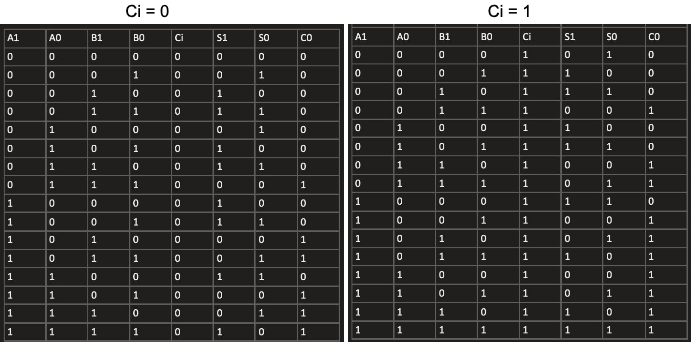 Ci = 0
A1 A0 B1 B0 Ci S1 S0 C0
0 0 0 0 0 0 0 0
0 0 0 1 0 0 1 0
0 0 1 0 0 1 0 0
0 0 1 1 0 1 1 0
0 1 0 0 0 0 1 0
0 1 0 1 0 1 0 0
0 1 1 0 0 1 1 0
0 1 1 1 0 0 0 1
1 0 0 0 0 1 0 0
1 0 0 1 0 1 1 0
1 0 1 0 0 0 0 1
1 0 1 1 0 0 1 1
1 1 0 0 0 1 1 0
1 1 0 1 0 0 0 1
1 1 1 0 0 0 1 1
1 1 1 1 0 1 0 1
Ci = 1
A1 A0 B1 B0 Ci S1 S0 C0
0 0 0 0 1 0 1 0
0 0 0 1 1 1 0 0
0 0 1 0 1 1 1 0
0 0 1 1 1 0 0 1
0 1 0 0 1 1 0 0
0 1 0 1 1 1 1 0
0 1 1 0 1 0 0 1
0 1 1 1 1 0 1 1
1 0 0 0 1 1 1 0
1 0 0 1 1 0 0 1
1 0 1 0 1 0 1 1
1 0 1 1 1 1 0 1
1 1 0 0 1 0 0 1
1 1 0 1 1 0 1 1
1 1 1 0 1 1 0 1
1 1 1 1 1 1 1 1